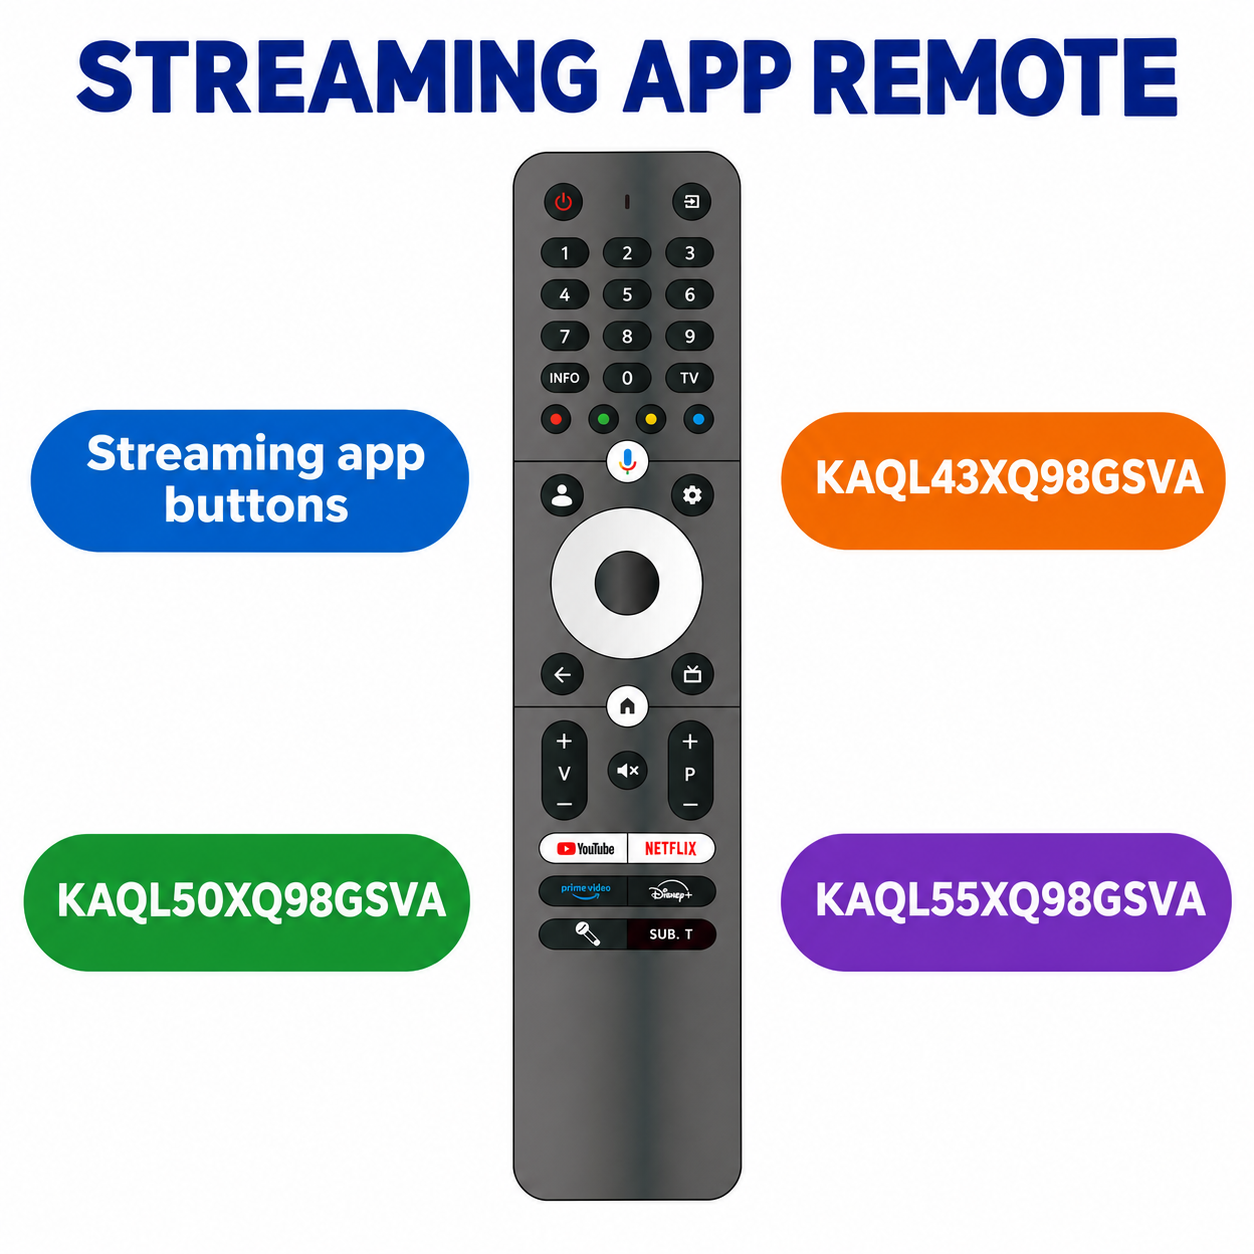 STREAMING APP REMOTE
1 2 3
4 5 6
7 8 9
INFO 0 TV
Streaming app
buttons
KAQL43XQ98GSVA
+ +
V P
− −
YouTube NETFLIX
prime video Disney+
SUB. T
KAQL50XQ98GSVA
KAQL55XQ98GSVA